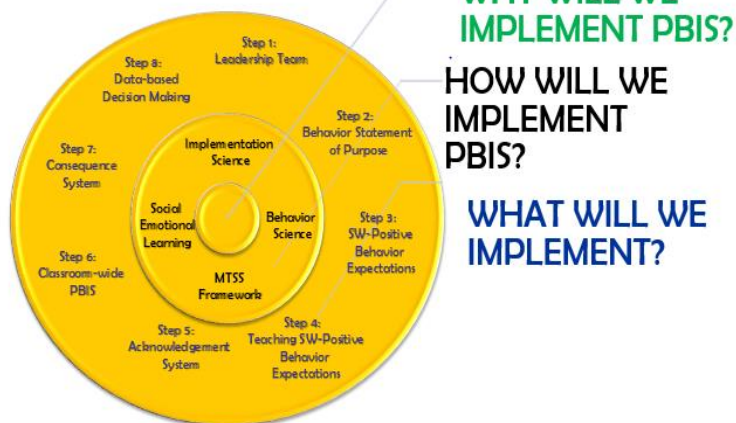 WHY WILL WE
IMPLEMENT PBIS?
HOW WILL WE
IMPLEMENT
PBIS?
WHAT WILL WE
IMPLEMENT?
Step 1:
Leadership Team
Step 2:
Behavior Statement
of Purpose
Step 3:
SW-Positive
Behavior
Expectations
Step 4:
Teaching SW-Positive
Behavior
Expectations
Step 5:
Acknowledgement
System
Step 6:
Classroom-wide
PBIS
Step 7:
Consequence
System
Step 8:
Data-based
Decision Making
Implementation
Science
Behavior
Science
MTSS
Framework
Social
Emotional
Learning